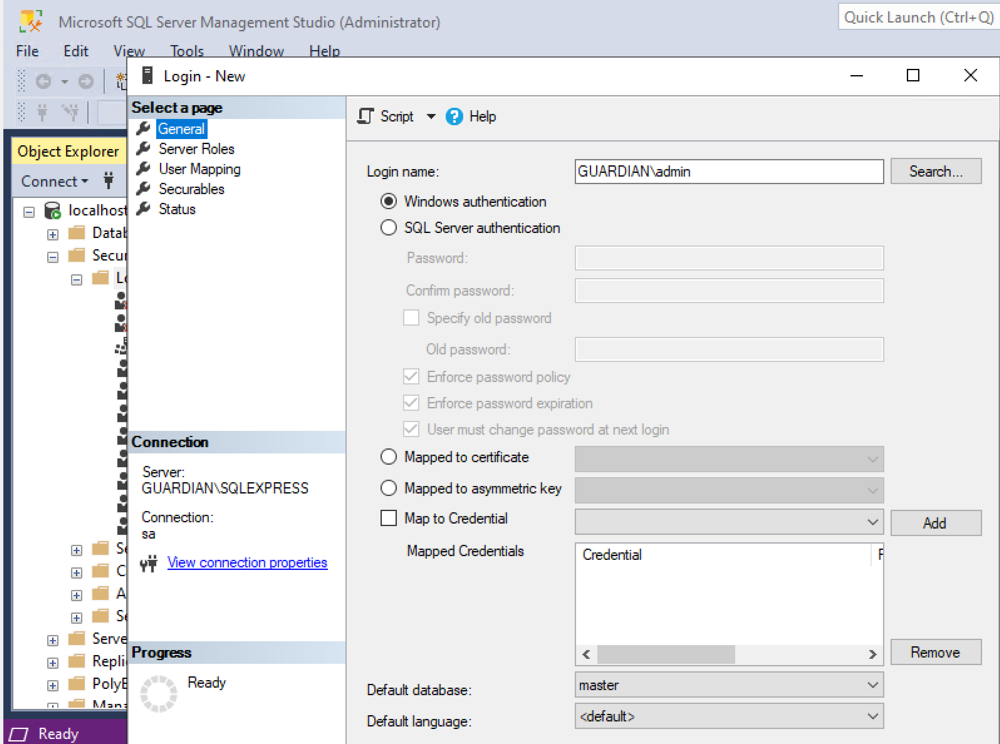 Microsoft SQL Server Management Studio (Administrator)
Quick Launch (Ctrl+Q)
File Edit View Tools Window Help
Login - New
Select a page
General
Server Roles
User Mapping
Securables
Status
Script
Help
Object Explorer
Connect
localhost
Datab
Secur
Lo
Se
C
A
Se
Serve
Repli
PolyB
Mana
Login name: GUARDIAN\admin Search...
Windows authentication
SQL Server authentication
Password:
Confirm password:
Specify old password
Old password:
Enforce password policy
Enforce password expiration
User must change password at next login
Mapped to certificate
Mapped to asymmetric key
Map to Credential Add
Mapped Credentials Credential
Remove
Default database: master
Default language: <default>
Connection
Server:
GUARDIAN\SQLEXPRESS
Connection:
sa
View connection properties
Progress
Ready
Ready